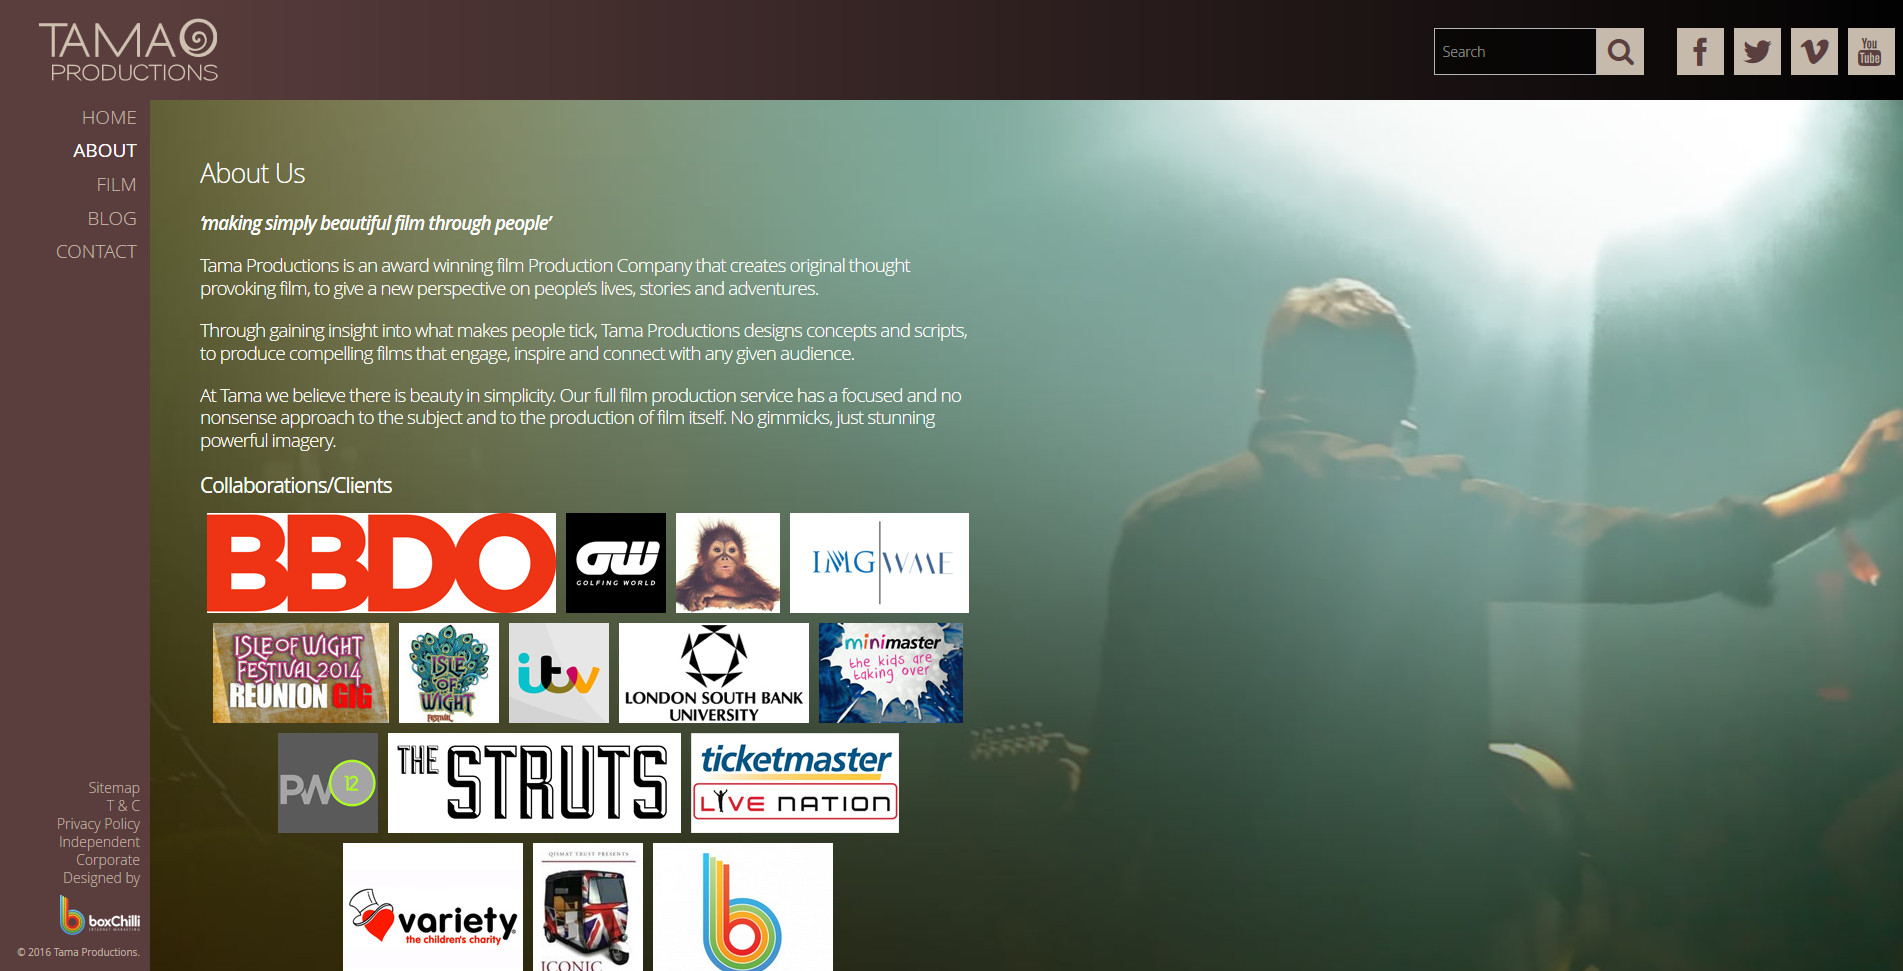 TAMA
PRODUCTIONS
Search
You
Tube
HOME
ABOUT
FILM
BLOG
CONTACT
About Us
‘making simply beautiful film through people’
Tama Productions is an award winning film Production Company that creates original thought
provoking film, to give a new perspective on people's lives, stories and adventures.
Through gaining insight into what makes people tick, Tama Productions designs concepts and scripts,
to produce compelling films that engage, inspire and connect with any given audience.
At Tama we believe there is beauty in simplicity. Our full film production service has a focused and no
nonsense approach to the subject and to the production of film itself. No gimmicks, just stunning
powerful imagery.
Collaborations/Clients
BBDO
GW
GOLFING WORLD
IMG WME
ISLE OF WIGHT
FESTIVAL 2014
REUNION GIG
ISLE
OF
WIGHT
FESTIVAL
itv
LONDON SOUTH BANK
UNIVERSITY
minimaster
the kids are
taking over
PW 12
THE STRUTS
ticketmaster
LIVE NATION
variety
the children's charity
QISMAT TRUST PRESENTS
ICONIC
b
Sitemap
T & C
Privacy Policy
Independent
Corporate
Designed by
boxChilli
INTERNET MARKETING
© 2016 Tama Productions.